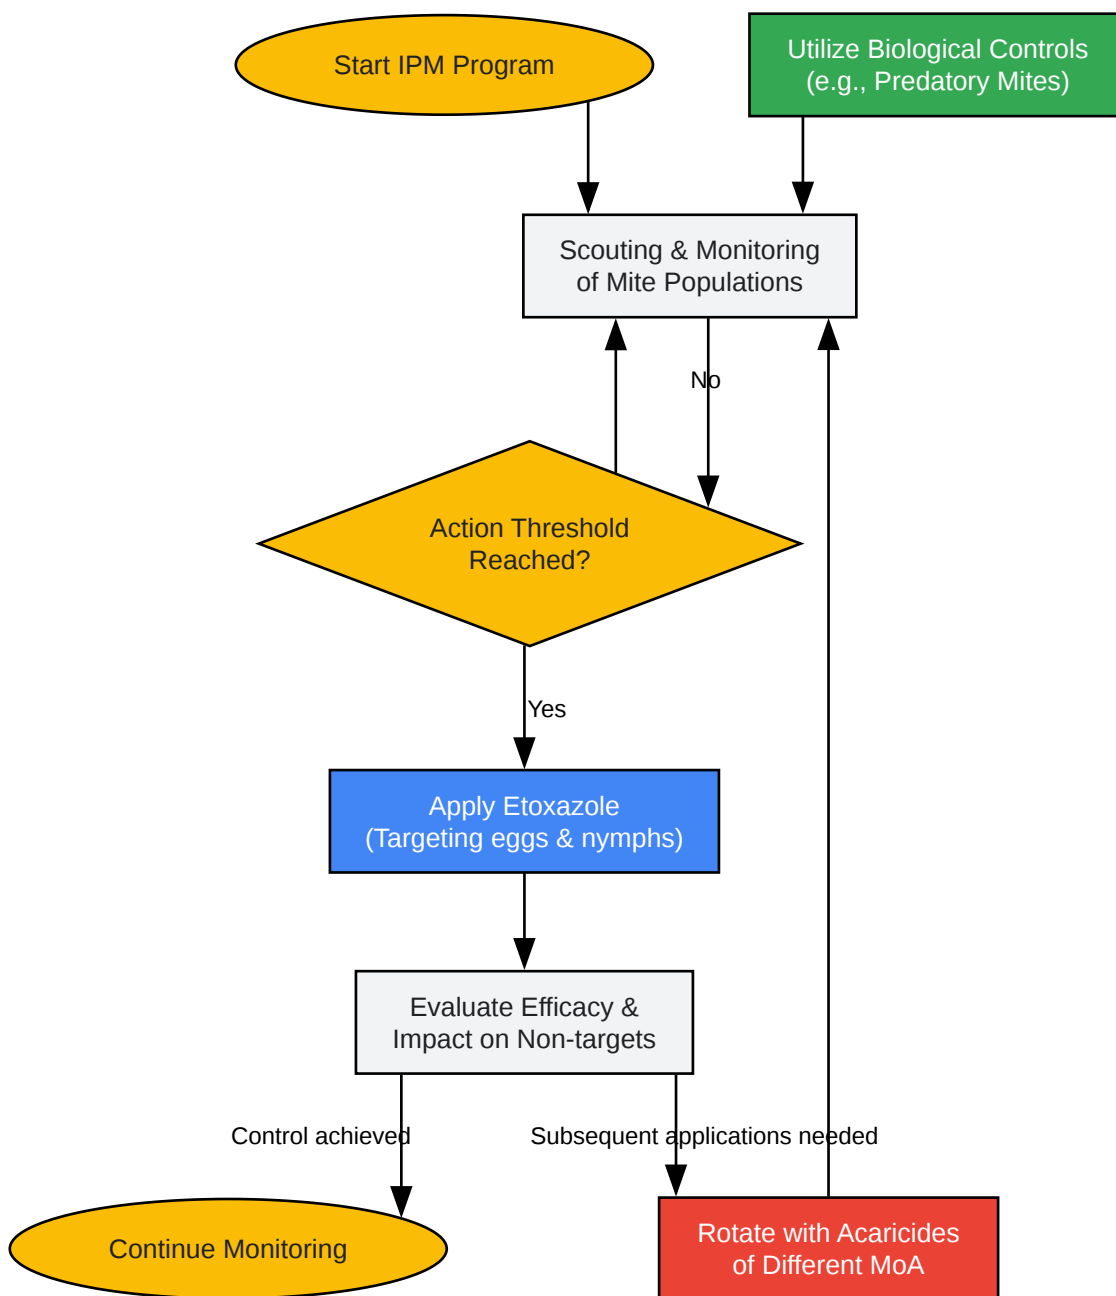 Start IPM Program
Utilize Biological Controls
(e.g., Predatory Mites)
Scouting & Monitoring
of Mite Populations
No
Action Threshold
Reached?
Yes
Apply Etoxazole
(Targeting eggs & nymphs)
Evaluate Efficacy &
Impact on Non-targets
Control achieved
Subsequent applications needed
Continue Monitoring
Rotate with Acaricides
of Different MoA